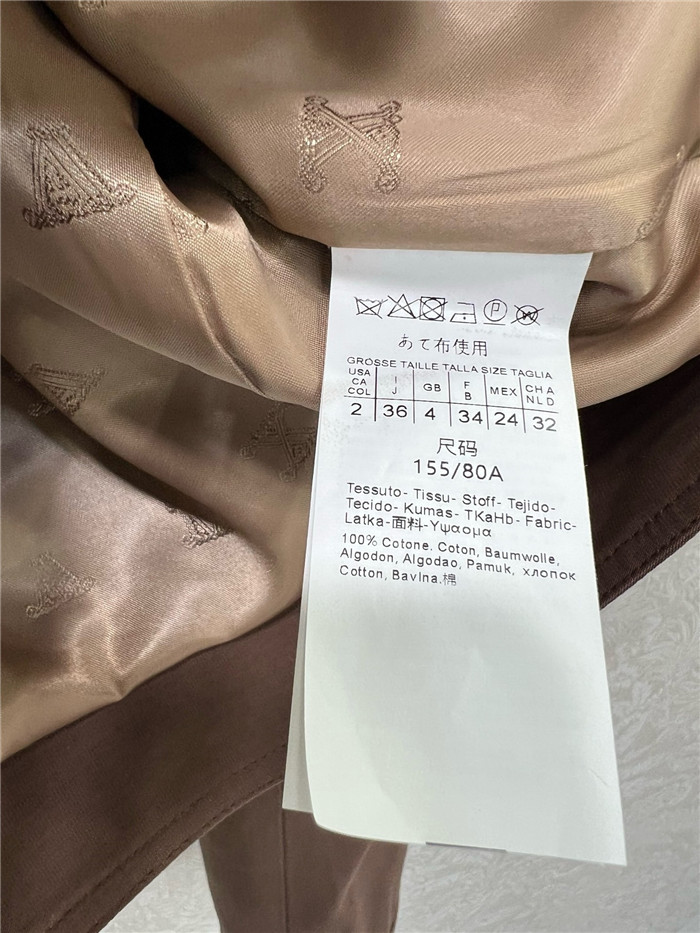 P W
あて布使用
GROSSE TAILLE TALLA SIZE TAGLIA
USA CA COL I J GB F B MEX CH A NL D
2 36 4 34 24 32
尺码
155/80A
Tessuto- Tissu- Stoff- Tejido-
Tecido- Kumas- TKaHb- Fabric-
Latka-面料-Yψaoμa
100% Cotone. Coton, Baumwolle,
Algodon, Algodao, Pamuk, хлопок
Cotton, Bavlna.棉